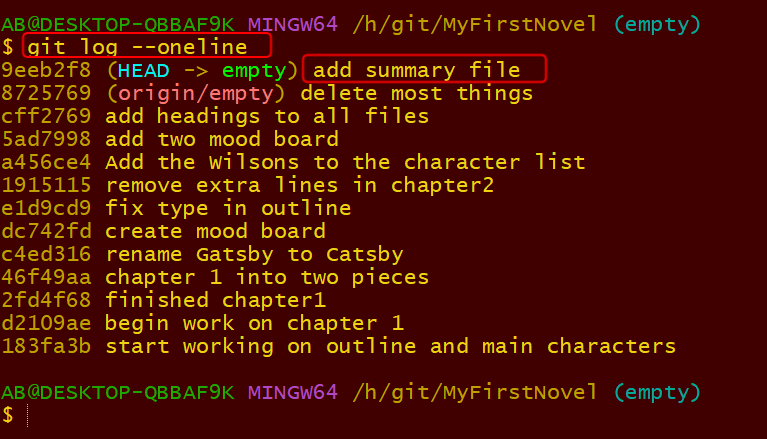 AB@DESKTOP-QBBAF9K MINGW64 /h/git/MyFirstNovel (empty)
$ git log --oneline
9eeb2f8 (HEAD -> empty) add summary file
8725769 (origin/empty) delete most things
cff2769 add headings to all files
5ad7998 add two mood board
a456ce4 Add the Wilsons to the character list
1915115 remove extra lines in chapter2
e1d9cd9 fix type in outline
dc742fd create mood board
c4ed316 rename Gatsby to Catsby
46f49aa chapter 1 into two pieces
2fd4f68 finished chapter1
d2109ae begin work on chapter 1
183fa3b start working on outline and main characters
AB@DESKTOP-QBBAF9K MINGW64 /h/git/MyFirstNovel (empty)
$